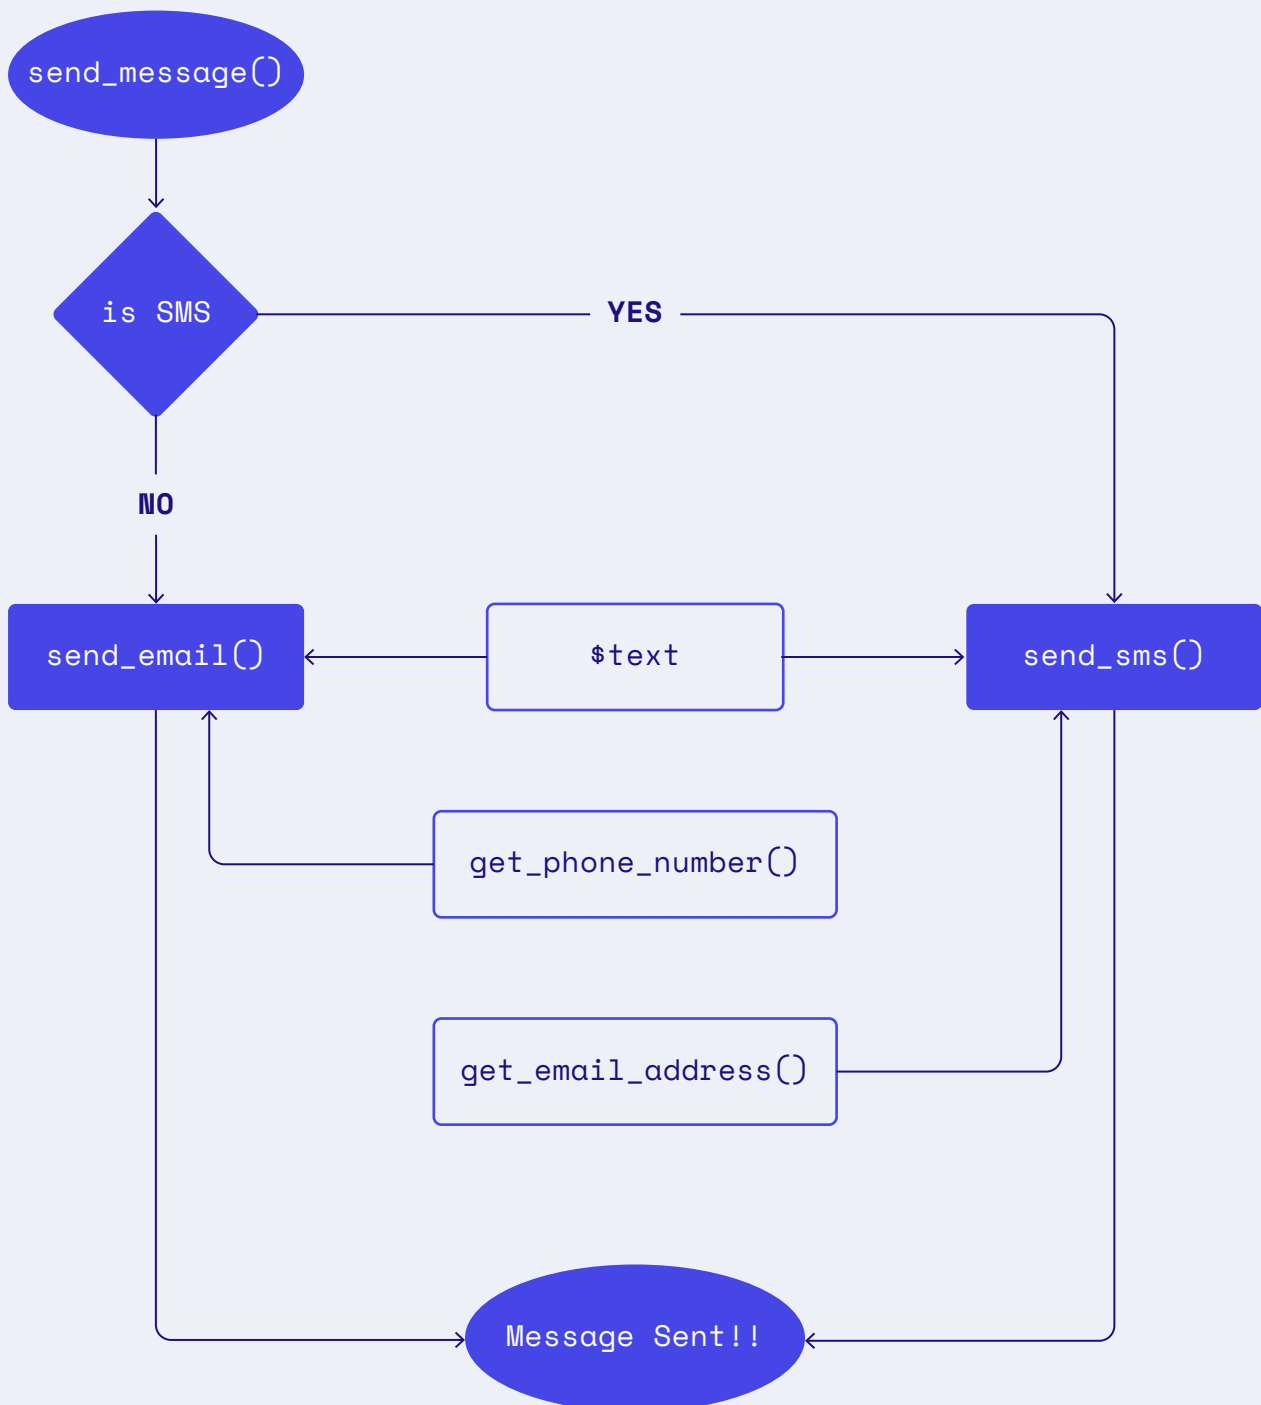 send_message()
is SMS
YES
NO
send_email()
$text
send_sms()
get_phone_number()
get_email_address()
Message Sent!!